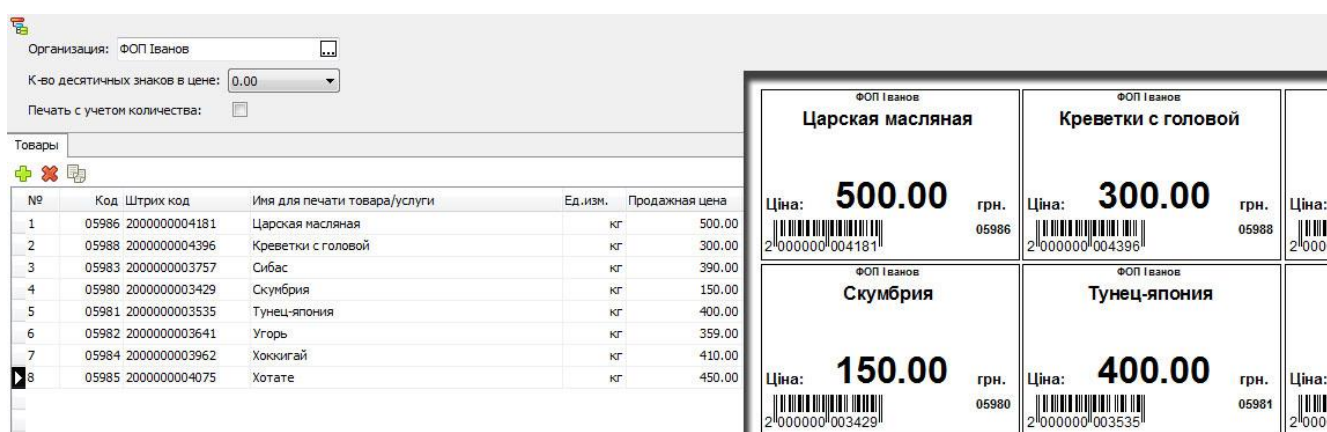 Организация: ФОП Іванов ...
К-во десятичных знаков в цене: 0.00
Печать с учетом количества:
Товары
№ Код Штрих код Имя для печати товара/услуги Ед.изм. Продажная цена
1 05986 2000000004181 Царская масляная кг 500.00
2 05988 2000000004396 Креветки с головой кг 300.00
3 05983 2000000003757 Сибас кг 390.00
4 05980 2000000003429 Скумбрия кг 150.00
5 05981 2000000003535 Тунец-япония кг 400.00
6 05982 2000000003641 Угорь кг 359.00
7 05984 2000000003962 Хоккигай кг 410.00
8 05985 2000000004075 Хотате кг 450.00
ФОП Іванов
Царская масляная
Ціна: 500.00 грн.
05986
2 000000 004181
ФОП Іванов
Креветки с головой
Ціна: 300.00 грн.
05988
2 000000 004396
Ціна:
2 000
ФОП Іванов
Скумбрия
Ціна: 150.00 грн.
05980
2 000000 003429
ФОП Іванов
Тунец-япония
Ціна: 400.00 грн.
05981
2 000000 003535
Ціна:
2 000